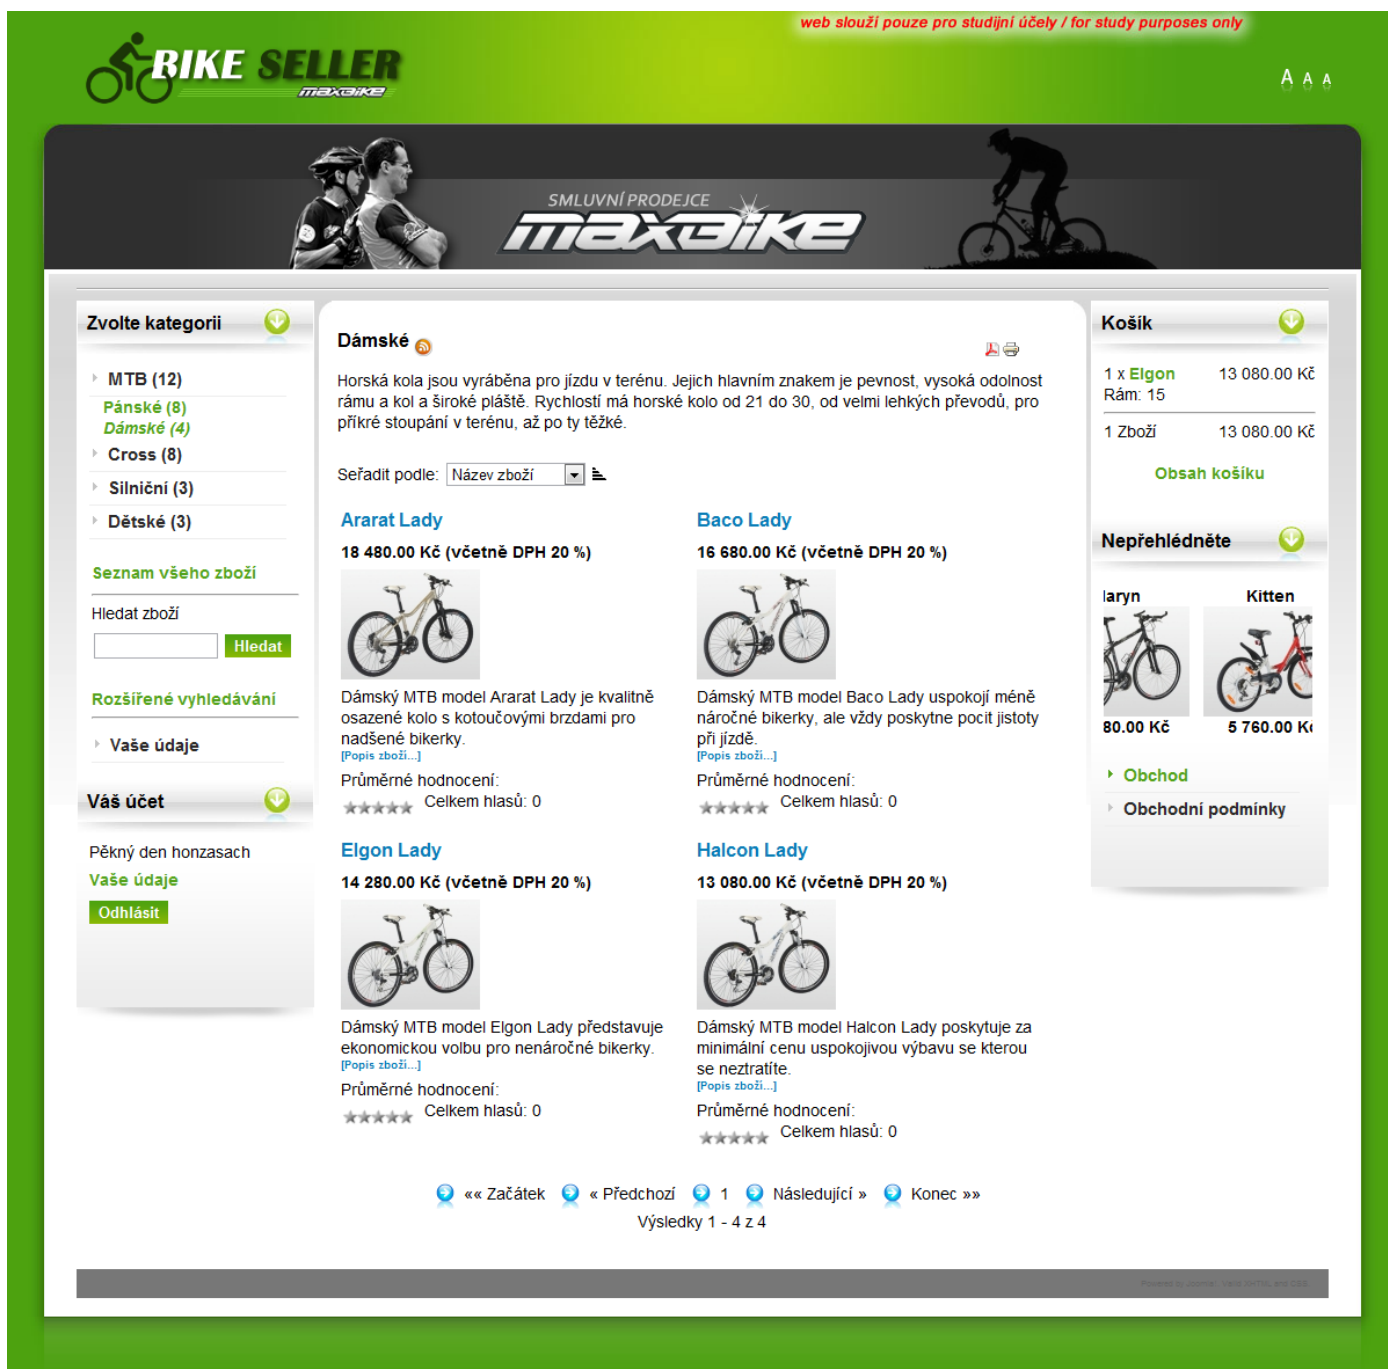 web slouží pouze pro studijní účely / for study purposes only
BIKE SELLER
maxbike
A A A
SMLUVNÍ PRODEJCE
maxbike
Zvolte kategorii
MTB (12)
Pánské (8)
Dámské (4)
Cross (8)
Silniční (3)
Dětské (3)
Seznam všeho zboží
Hledat zboží
Hledat
Rozšířené vyhledávání
Vaše údaje
Váš účet
Pěkný den honzasach
Vaše údaje
Odhlásit
Dámské
Horská kola jsou vyráběna pro jízdu v terénu. Jejich hlavním znakem je pevnost, vysoká odolnost
rámu a kol a široké pláště. Rychlostí má horské kolo od 21 do 30, od velmi lehkých převodů, pro
příkré stoupání v terénu, až po ty těžké.
Seřadit podle: Název zboží
Ararat Lady
18 480.00 Kč (včetně DPH 20 %)
Dámský MTB model Ararat Lady je kvalitně
osazené kolo s kotoučovými brzdami pro
nadšené bikerky.
[Popis zboží...]
Průměrné hodnocení:
Celkem hlasů: 0
Baco Lady
16 680.00 Kč (včetně DPH 20 %)
Dámský MTB model Baco Lady uspokojí méně
náročné bikerky, ale vždy poskytne pocit jistoty
při jízdě.
[Popis zboží...]
Průměrné hodnocení:
Celkem hlasů: 0
Elgon Lady
14 280.00 Kč (včetně DPH 20 %)
Dámský MTB model Elgon Lady představuje
ekonomickou volbu pro nenáročné bikerky.
[Popis zboží...]
Průměrné hodnocení:
Celkem hlasů: 0
Halcon Lady
13 080.00 Kč (včetně DPH 20 %)
Dámský MTB model Halcon Lady poskytuje za
minimální cenu uspokojivou výbavu se kterou
se neztratíte.
[Popis zboží...]
Průměrné hodnocení:
Celkem hlasů: 0
«« Začátek « Předchozí 1 Následující » Konec »»
Výsledky 1 - 4 z 4
Košík
1 x Elgon 13 080.00 Kč
Rám: 15
1 Zboží 13 080.00 Kč
Obsah košíku
Nepřehlédněte
laryn Kitten
80.00 Kč 5 760.00 Kč
Obchod
Obchodní podmínky
Powered by Joomla!. Valid XHTML and CSS.